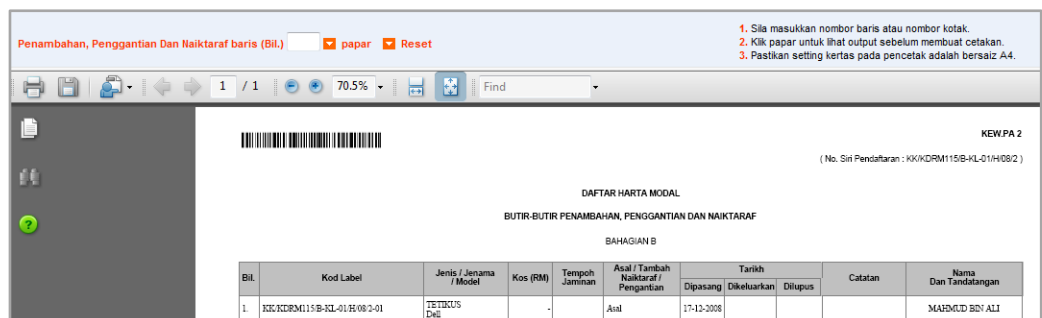 Penambahan, Penggantian Dan Naiktaraf baris (Bil.) papar Reset
1. Sila masukkan nombor baris atau nombor kotak.
2. Klik papar untuk lihat output sebelum membuat cetakan.
3. Pastikan setting kertas pada pencetak adalah bersaiz A4.
1 / 1 70.5% Find
KEW.PA 2
( No. Siri Pendaftaran : KK/KDRM115/B-KL-01/H/08/2 )
DAFTAR HARTA MODAL
BUTIR-BUTIR PENAMBAHAN, PENGGANTIAN DAN NAIKTARAF
BAHAGIAN B
Bil. Kod Label Jenis / Jenama / Model Kos (RM) Tempoh Jaminan Asal / Tambah Naiktaraf / Pengantian Tarikh Dipasang Dikeluarkan Dilupus Catatan Nama Dan Tandatangan
1. KK/KDRM115/B-KL-01/H/08/2-01 TETIKUS Dell - Asal 17-12-2008 MAHMUD BIN ALI